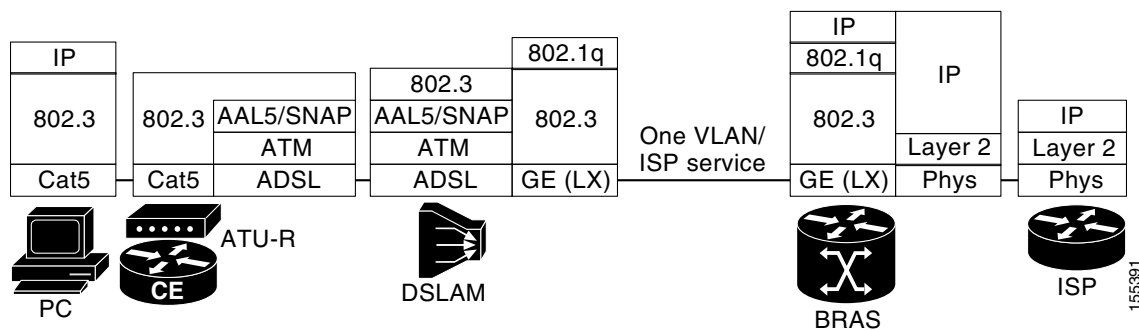 IP
802.3
Cat5
802.3
Cat5
AAL5/SNAP
ATM
ADSL
802.3
AAL5/SNAP
ATM
ADSL
802.1q
802.3
GE (LX)
One VLAN/
ISP service
IP
802.1q
802.3
GE (LX)
IP
Layer 2
Phys
IP
Layer 2
Phys
PC
ATU-R
CE
DSLAM
BRAS
ISP
155391